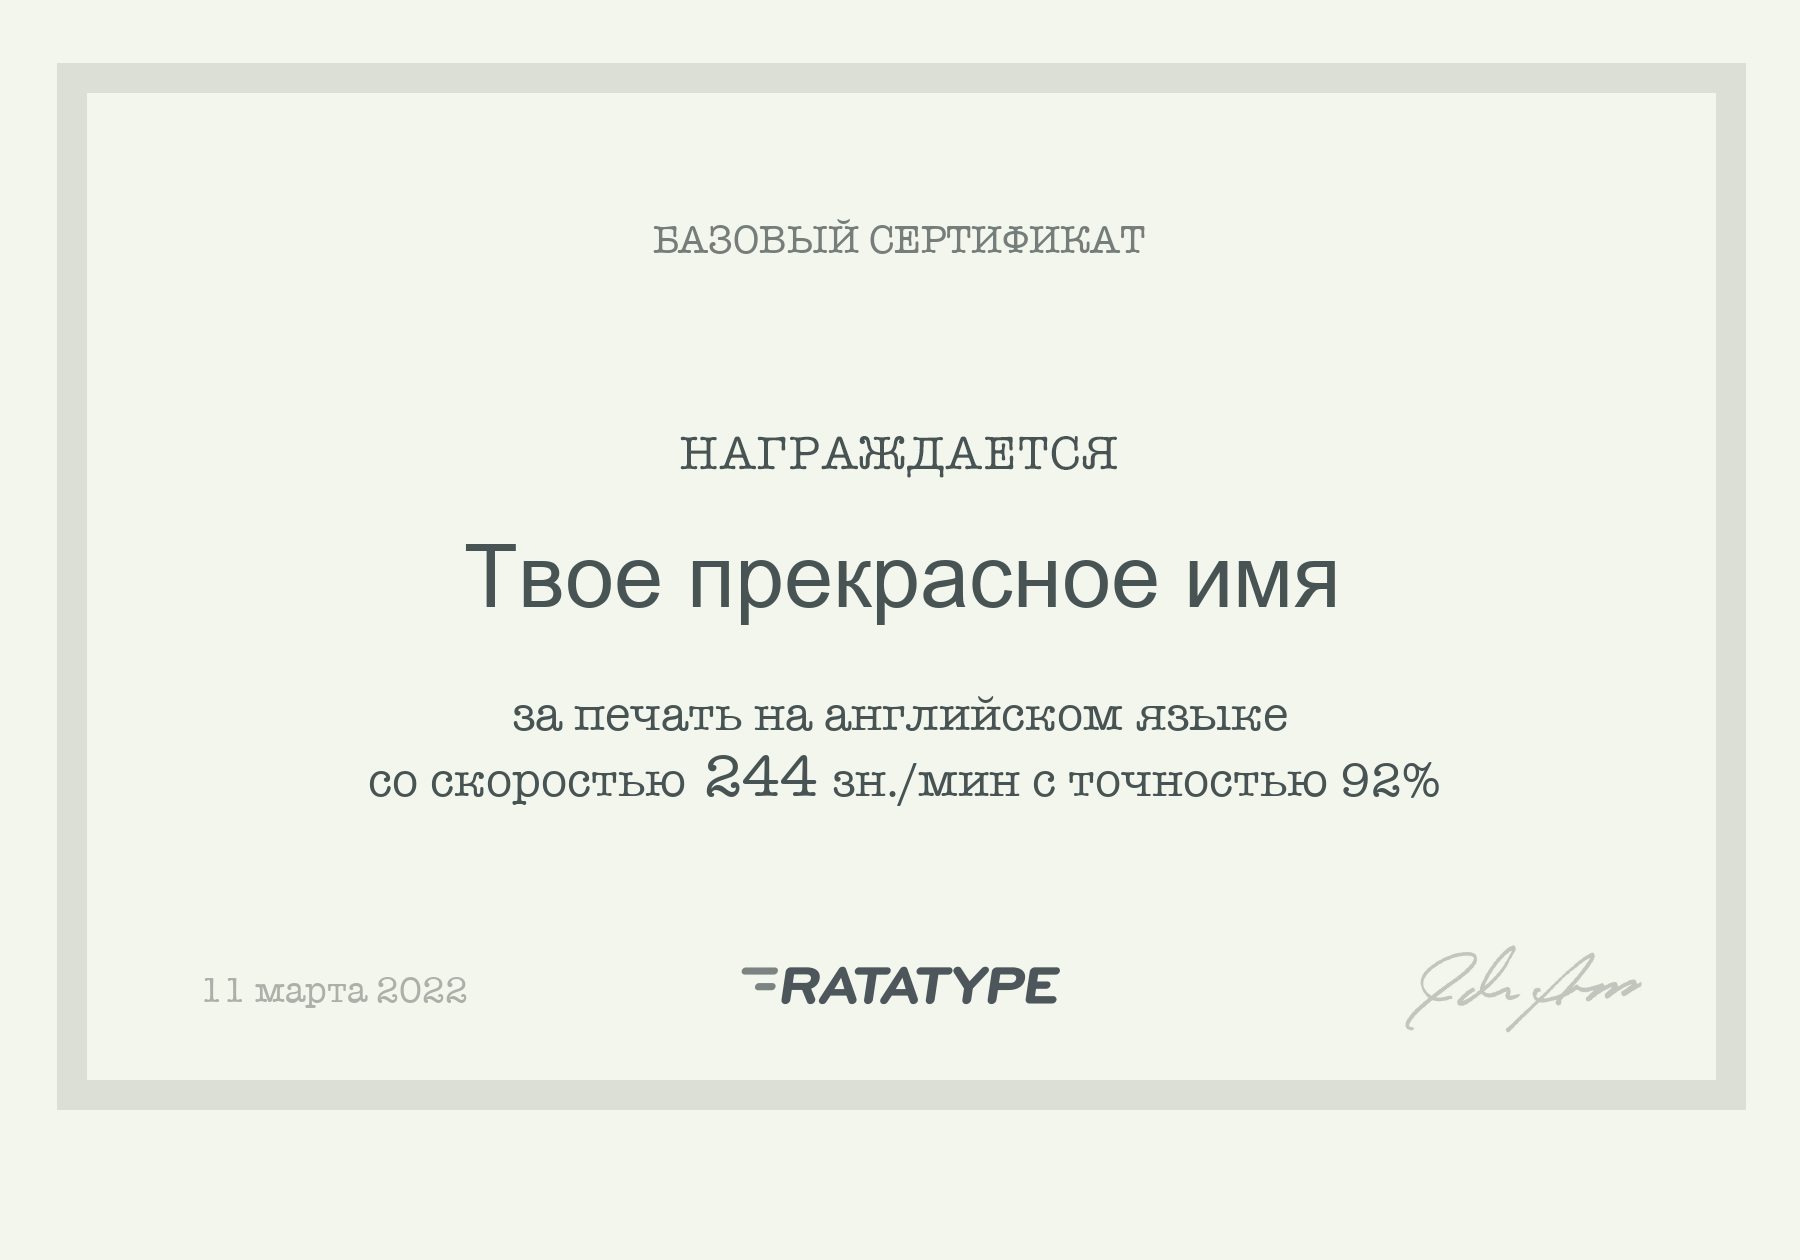 БАЗОВЫЙ СЕРТИФИКАТ
НАГРАЖДАЕТСЯ
Твое прекрасное имя
за печать на английском языке
со скоростью 244 зн./мин с точностью 92%
11 марта 2022
RATATYPE